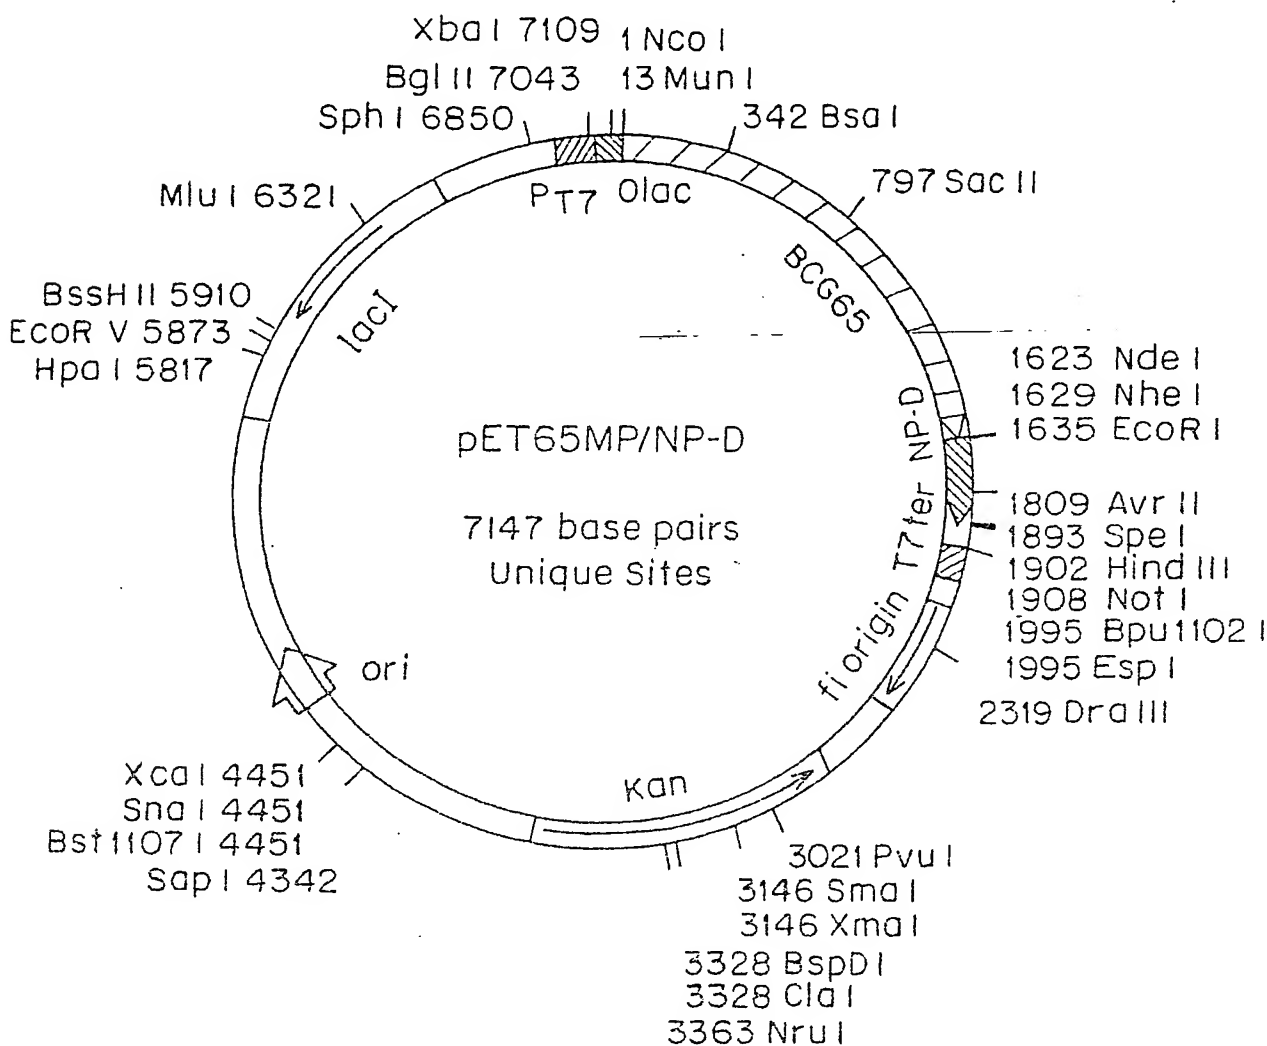 Xba I 7109
1 Nco I
Bgl II 7043
13 Mun I
Sph I 6850
342 Bsa I
Mlu I 6321
797 Sac II
PT7
Olac
BCG65
lacI
BssH II 5910
EcoR V 5873
Hpa I 5817
1623 Nde I
1629 Nhe I
1635 EcoR I
NP-D
pET65MP/NP-D
7147 base pairs
Unique Sites
T7ter
1809 Avr II
1893 Spe I
1902 Hind III
1908 Not I
1995 Bpu1102 I
1995 Esp I
2319 Dra III
fi origin
ori
Kan
Xca I 4451
Sna I 4451
Bst1107 I 4451
Sap I 4342
3021 Pvu I
3146 Sma I
3146 Xma I
3328 BspD I
3328 Cla I
3363 Nru I